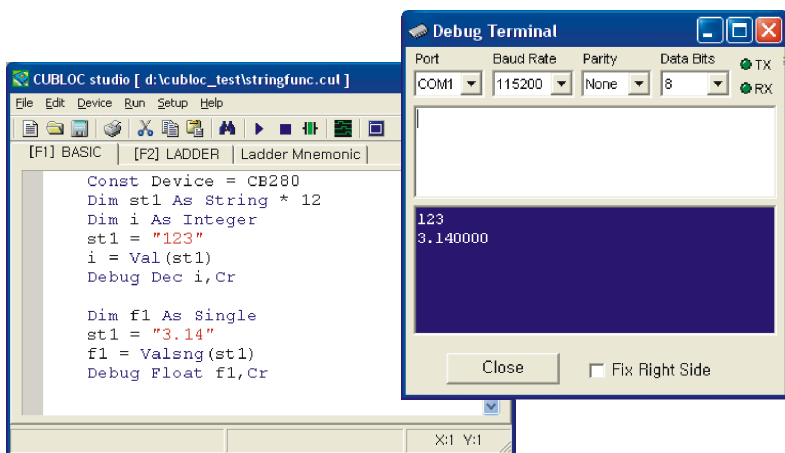 CUBLOC studio [ d:\cubloc_test\stringfunc.cul ]
File Edit Device Run Setup Help
[F1] BASIC [F2] LADDER Ladder Mnemonic
Const Device = CB280
Dim st1 As String * 12
Dim i As Integer
st1 = "123"
i = Val(st1)
Debug Dec i,Cr
Dim f1 As Single
st1 = "3.14"
f1 = Valsng(st1)
Debug Float f1,Cr
X:1 Y:1
Debug Terminal
Port Baud Rate Parity Data Bits TX
COM1 115200 None 8 RX
123
3.140000
Close Fix Right Side